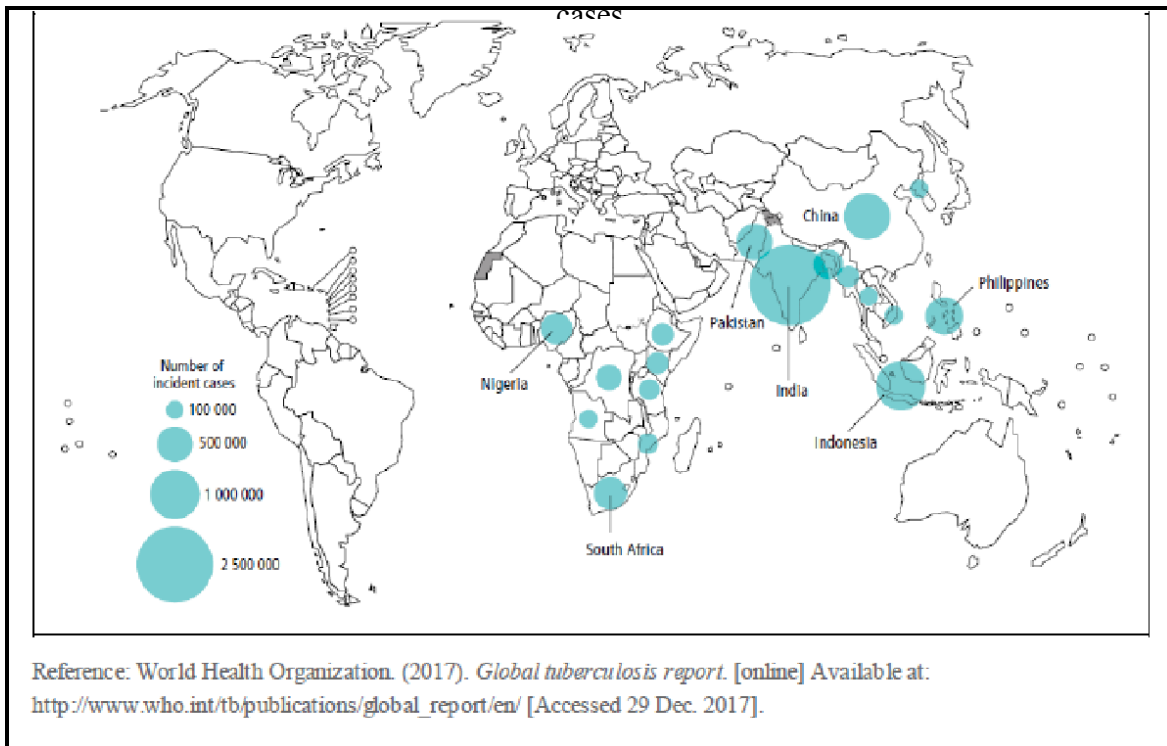 cases
China
Philippines
Pakistan
Nigeria
India
Indonesia
South Africa
Number of
incident cases
100 000
500 000
1 000 000
2 500 000
Reference: World Health Organization. (2017). Global tuberculosis report. [online] Available at:
http://www.who.int/tb/publications/global_report/en/ [Accessed 29 Dec. 2017].